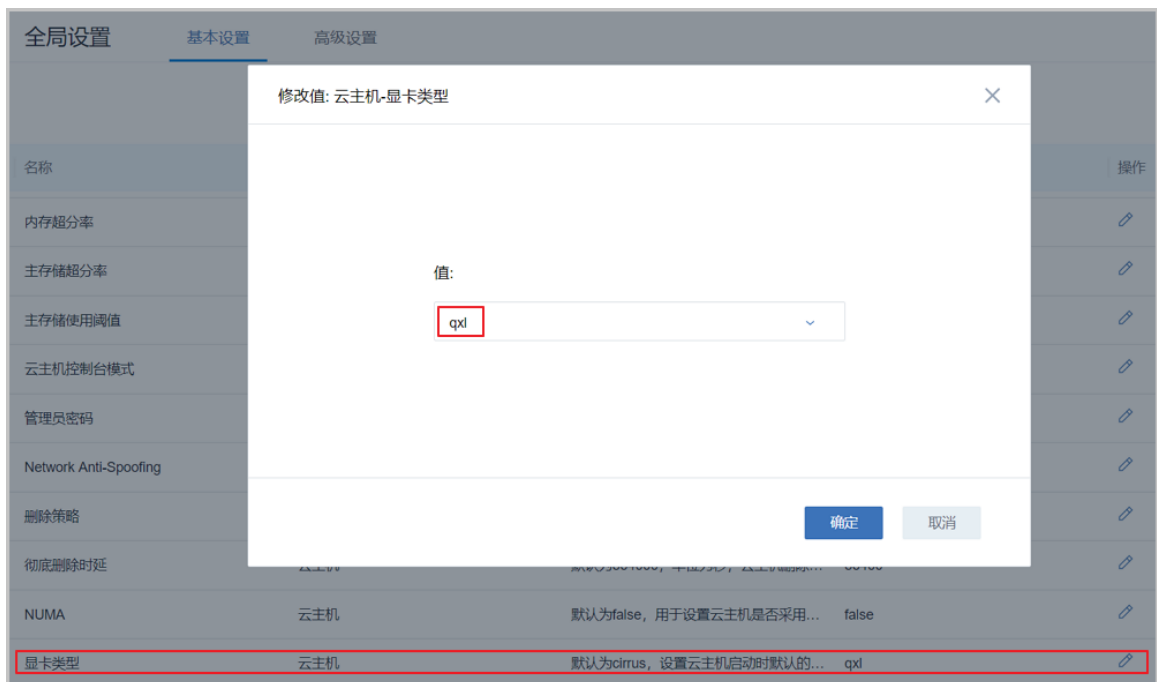 全局设置 基本设置 高级设置
修改值: 云主机-显卡类型
名称 操作
内存超分率
主存储超分率
值:
主存储使用阈值 qxl
云主机控制台模式
管理员密码
Network Anti-Spoofing
删除策略 确定 取消
彻底删除时延
NUMA 云主机 默认为false，用于设置云主机是否采用... false
显卡类型 云主机 默认为cirrus，设置云主机启动时默认的... qxl